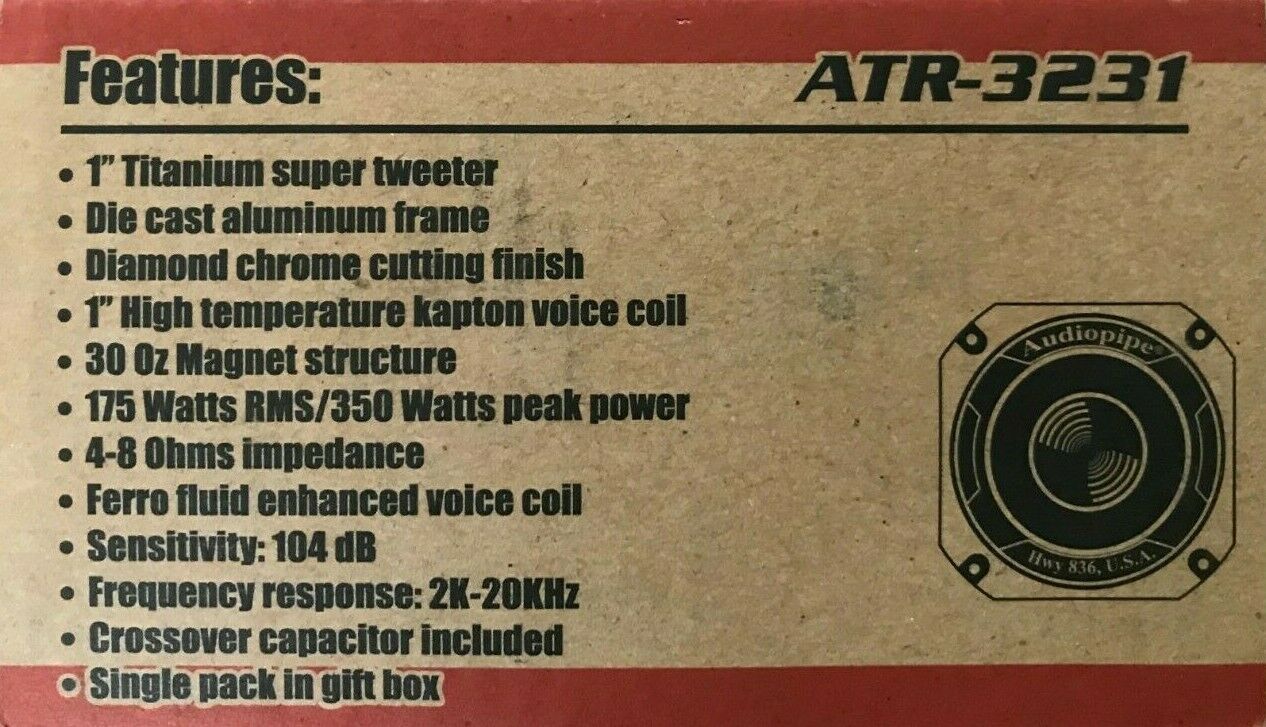 Features:
ATR-3231
• 1” Titanium super tweeter
• Die cast aluminum frame
• Diamond chrome cutting finish
• 1” High temperature kapton voice coil
• 30 Oz Magnet structure
• 175 Watts RMS/350 Watts peak power
• 4-8 Ohms impedance
• Ferro fluid enhanced voice coil
• Sensitivity: 104 dB
• Frequency response: 2K-20KHz
• Crossover capacitor included
• Single pack in gift box
Audiopipe®
Hwy 836, U.S.A.